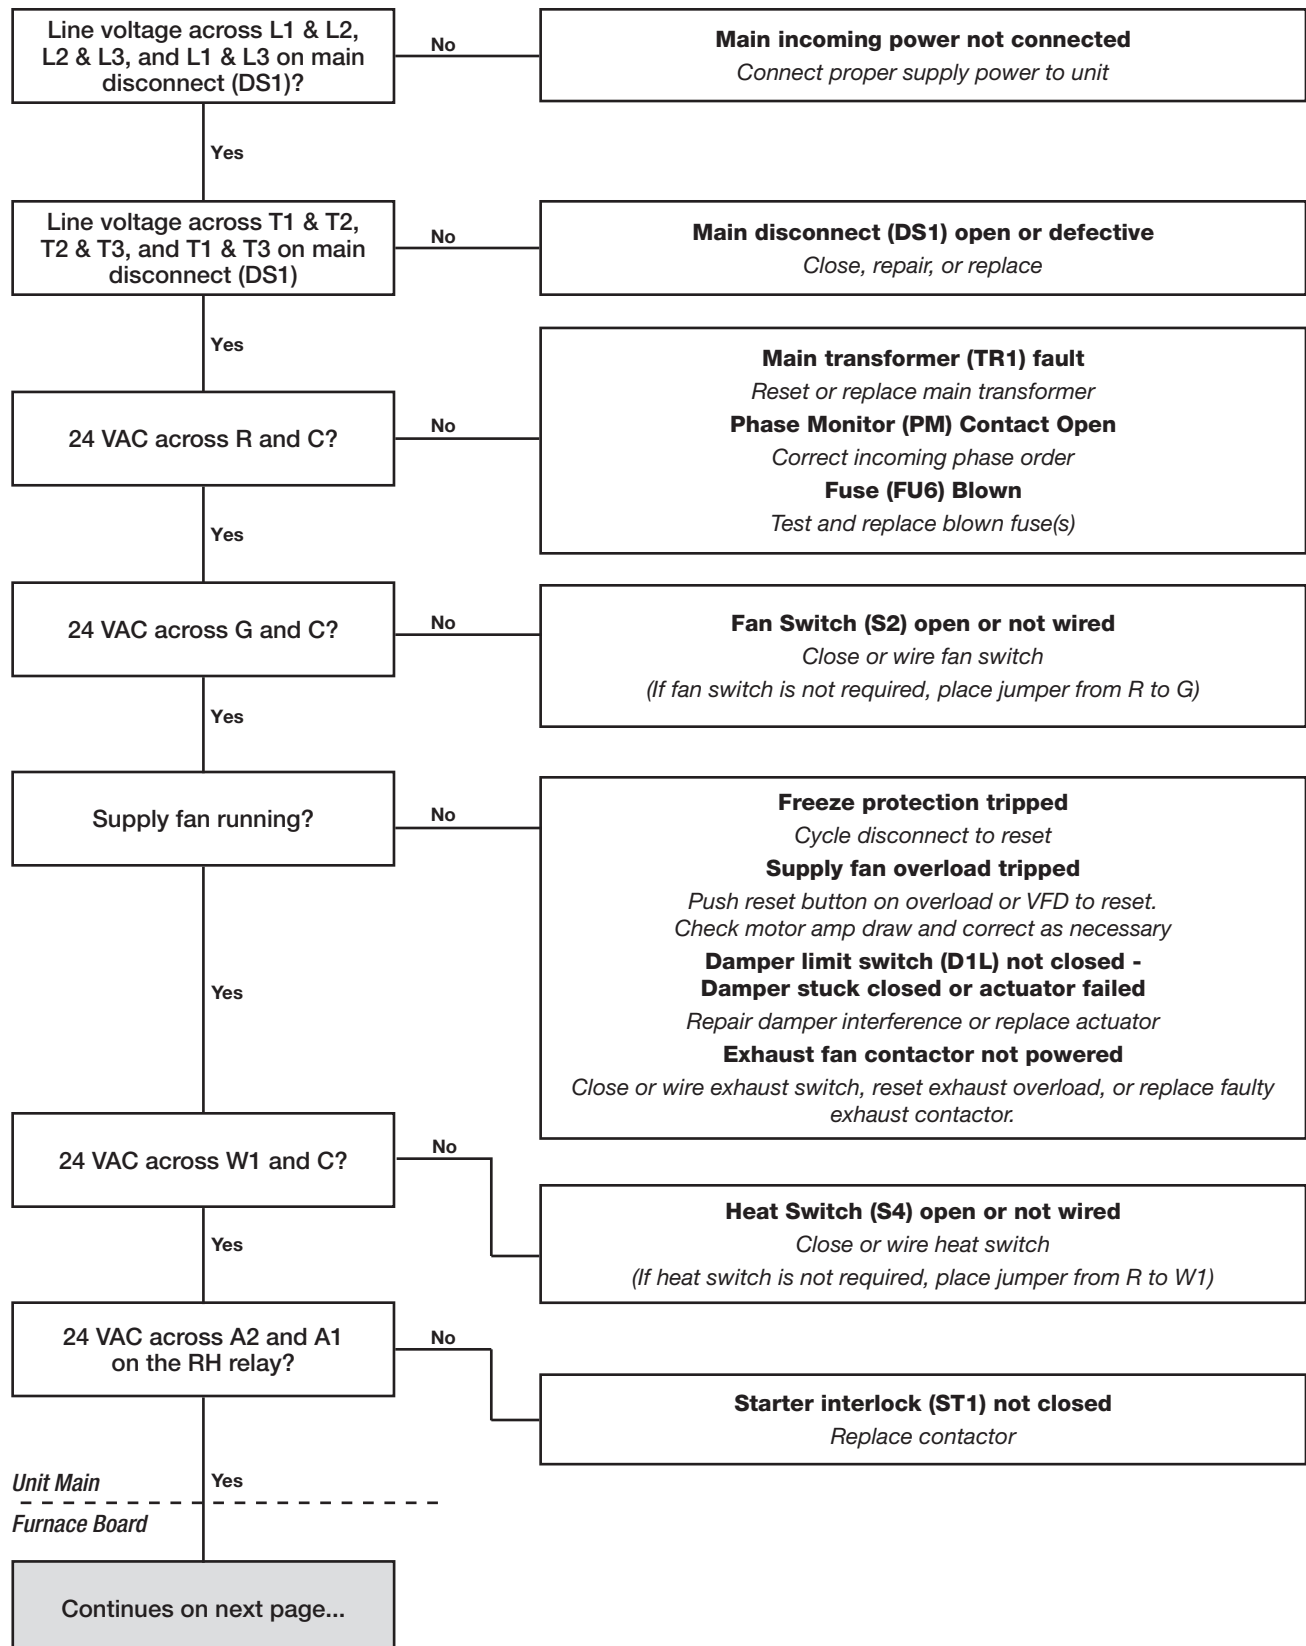 Line voltage across L1 & L2,
L2 & L3, and L1 & L3 on main
disconnect (DS1)?
No
Main incoming power not connected
Connect proper supply power to unit
Yes
Line voltage across T1 & T2,
T2 & T3, and T1 & T3 on main
disconnect (DS1)
No
Main disconnect (DS1) open or defective
Close, repair, or replace
Yes
24 VAC across R and C?
No
Main transformer (TR1) fault
Reset or replace main transformer
Phase Monitor (PM) Contact Open
Correct incoming phase order
Fuse (FU6) Blown
Test and replace blown fuse(s)
Yes
24 VAC across G and C?
No
Fan Switch (S2) open or not wired
Close or wire fan switch
(If fan switch is not required, place jumper from R to G)
Yes
Supply fan running?
No
Freeze protection tripped
Cycle disconnect to reset
Supply fan overload tripped
Push reset button on overload or VFD to reset.
Check motor amp draw and correct as necessary
Damper limit switch (D1L) not closed -
Damper stuck closed or actuator failed
Repair damper interference or replace actuator
Exhaust fan contactor not powered
Close or wire exhaust switch, reset exhaust overload, or replace faulty
exhaust contactor.
Yes
24 VAC across W1 and C?
No
Heat Switch (S4) open or not wired
Close or wire heat switch
(If heat switch is not required, place jumper from R to W1)
Yes
24 VAC across A2 and A1
on the RH relay?
No
Starter interlock (ST1) not closed
Replace contactor
Unit Main
Yes
Furnace Board
Continues on next page...